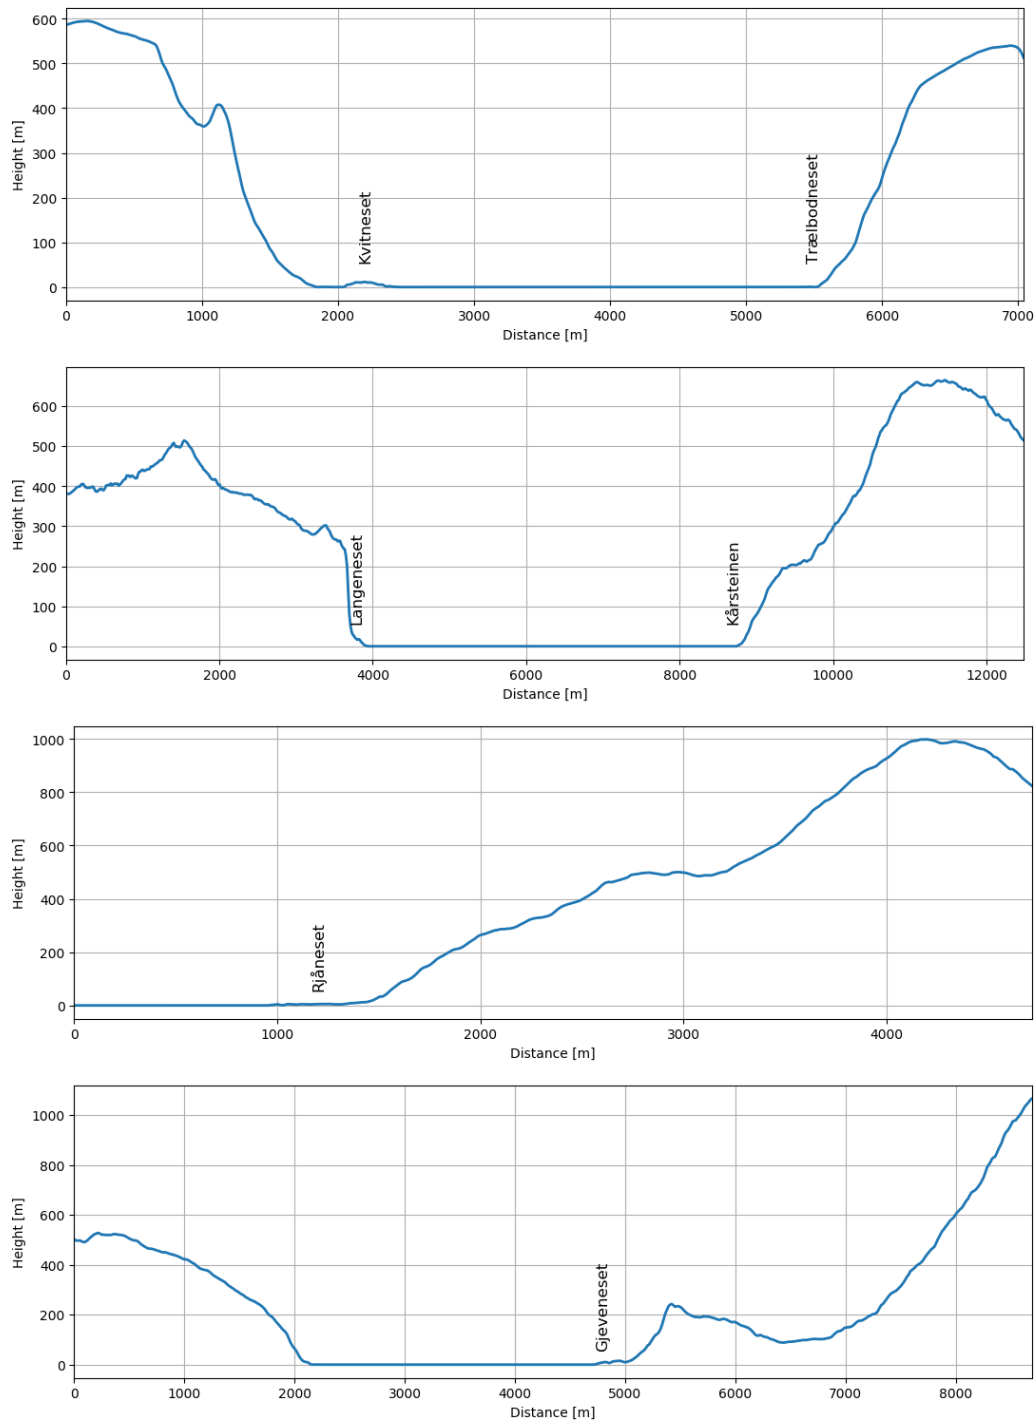 600
500
400
300
200
100
0
Height [m]
Kvitneset
Trælbodneset
0 1000 2000 3000 4000 5000 6000 7000
Distance [m]
600
500
400
300
200
100
0
Height [m]
Langeneset
Kårsteinen
0 2000 4000 6000 8000 10000 12000
Distance [m]
1000
800
600
400
200
0
Height [m]
Rjåneset
0 1000 2000 3000 4000
Distance [m]
1000
800
600
400
200
0
Height [m]
Gjeveneset
0 1000 2000 3000 4000 5000 6000 7000 8000
Distance [m]